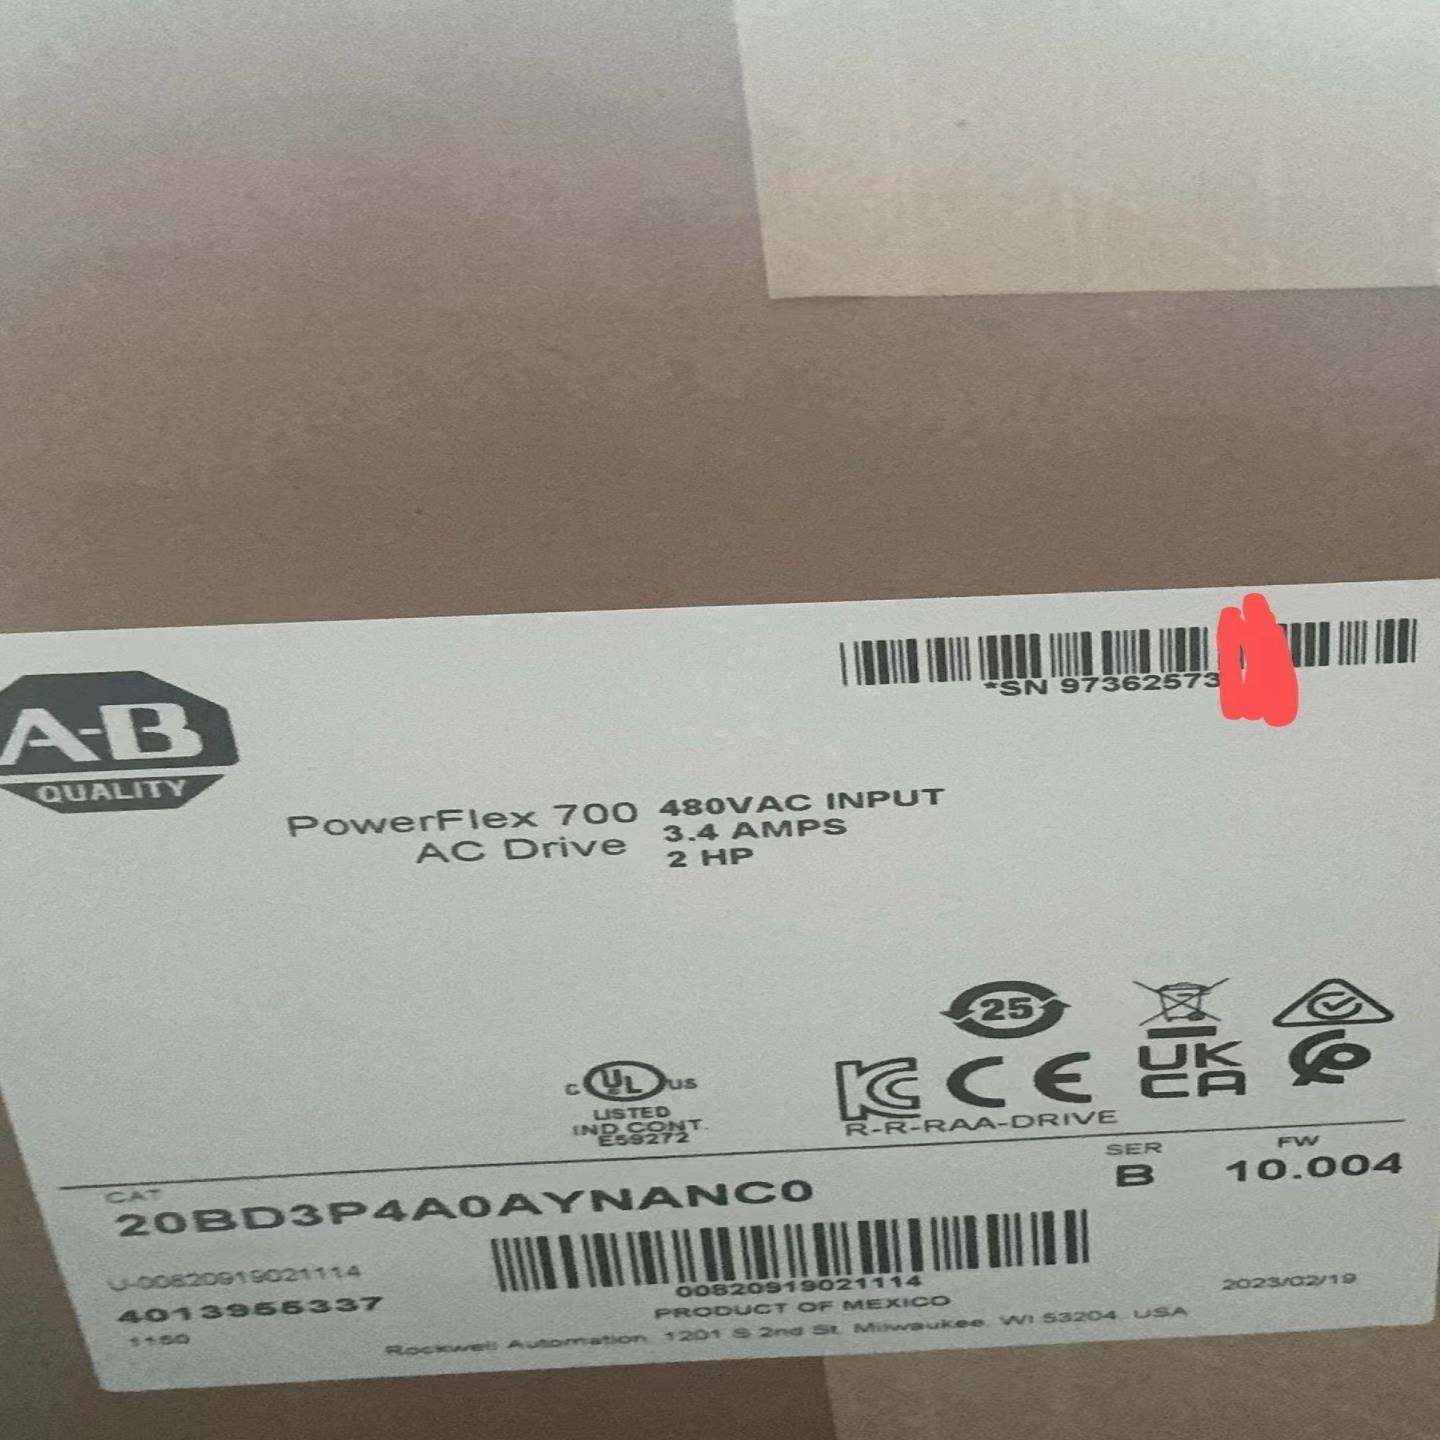 *SN 97362573
A-B
QUALITY
PowerFlex 700
AC Drive
480VAC INPUT
3.4 AMPS
2 HP
25
C UL US
LISTED
IND.CONT.
E59272
KC CE
R-R-RAA-DRIVE
UK
CA
CAT
20BD3P4A0AYNANC0
SER
B
FW
10.004
U-00820919021114
4013955337
1150
00820919021114
PRODUCT OF MEXICO
2023/02/19
Rockwell Automation, 1201 S 2nd St, Milwaukee, WI 53204, USA